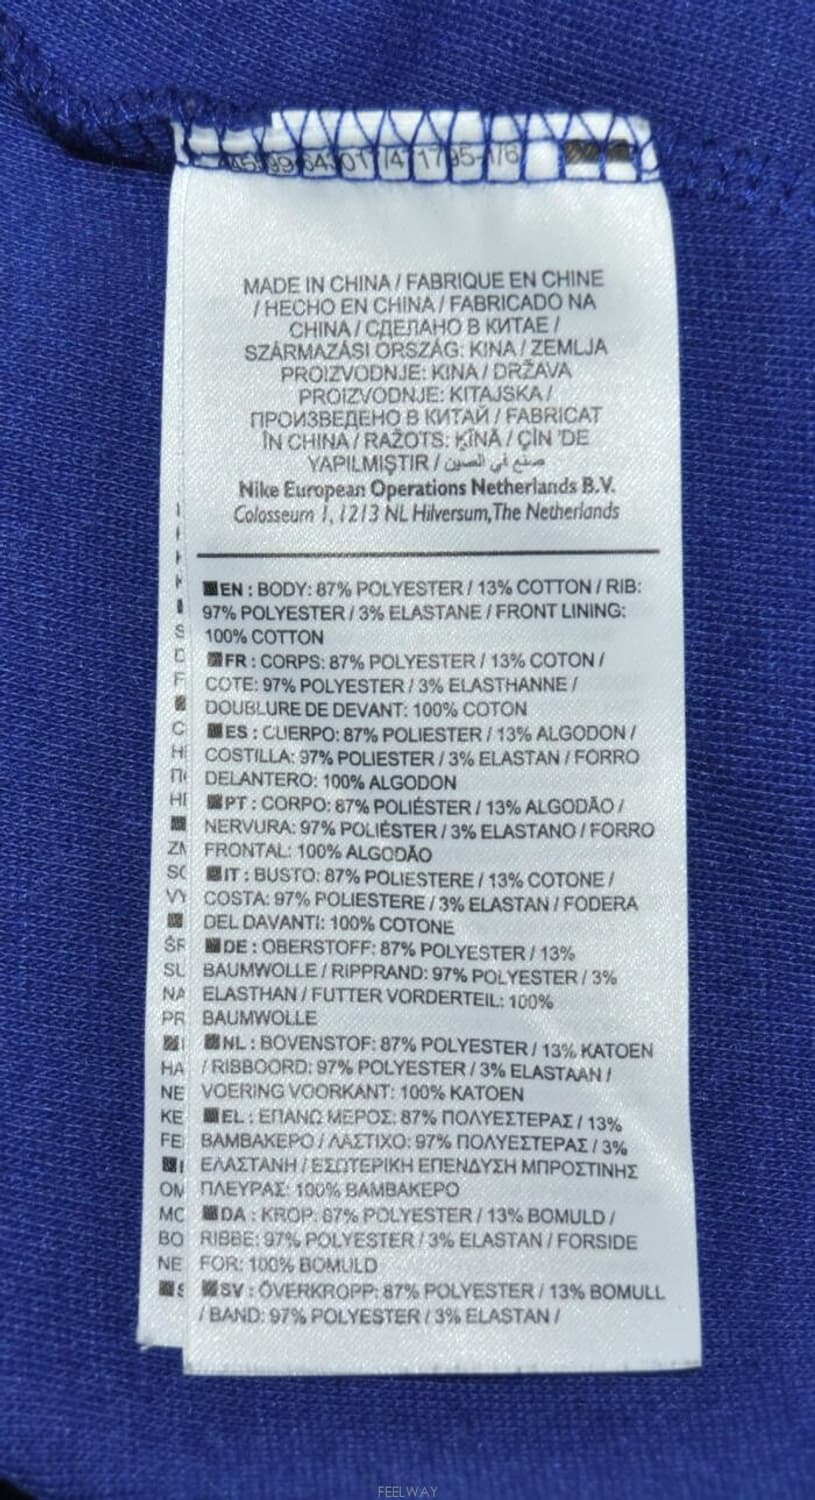 MADE IN CHINA / FABRIQUE EN CHINE
/ HECHO EN CHINA / FABRICADO NA
CHINA / СДЕЛАНО В КИТАЕ /
SZÁRMAZÁSI ORSZÁG: KINA / ZEMLJA
PROIZVODNJE: KINA / DRŽAVA
PROIZVODNJE: KITAJSKA /
ПРОИЗВЕДЕНО В КИТАЙ / FABRICAT
ÎN CHINA / RAŽOTS: ĶĪNĀ / ÇİN 'DE
YAPILMIŞTIR / صنع في الصين
Nike European Operations Netherlands B.V.
Colosseum 1, 1213 NL Hilversum, The Netherlands
EN : BODY: 87% POLYESTER / 13% COTTON / RIB:
97% POLYESTER / 3% ELASTANE / FRONT LINING:
100% COTTON
FR : CORPS: 87% POLYESTER / 13% COTON /
COTE: 97% POLYESTER / 3% ELASTHANNE /
DOUBLURE DE DEVANT: 100% COTON
ES : CUERPO: 87% POLIESTER / 13% ALGODON /
COSTILLA: 97% POLIESTER / 3% ELASTAN / FORRO
DELANTERO: 100% ALGODON
PT : CORPO: 87% POLIÉSTER / 13% ALGODÃO /
NERVURA: 97% POLIÉSTER / 3% ELASTANO / FORRO
FRONTAL: 100% ALGODÃO
IT : BUSTO: 87% POLIESTERE / 13% COTONE /
COSTA: 97% POLIESTERE / 3% ELASTAN / FODERA
DEL DAVANTI: 100% COTONE
DE : OBERSTOFF: 87% POLYESTER / 13%
BAUMWOLLE / RIPPRAND: 97% POLYESTER / 3%
ELASTHAN / FUTTER VORDERTEIL: 100%
BAUMWOLLE
NL : BOVENSTOF: 87% POLYESTER / 13% KATOEN
/ RIBBOORD: 97% POLYESTER / 3% ELASTAAN /
VOERING VOORKANT: 100% KATOEN
EL : ΕΠΑΝΩ ΜΕΡΟΣ: 87% ΠΟΛΥΕΣΤΕΡΑΣ / 13%
ΒΑΜΒΑΚΕΡΟ / ΛΑΣΤΙΧΟ: 97% ΠΟΛΥΕΣΤΕΡΑΣ / 3%
ΕΛΑΣΤΑΝΗ / ΕΣΩΤΕΡΙΚΗ ΕΠΕΝΔΥΣΗ ΜΠΡΟΣΤΙΝΗΣ
ΠΛΕΥΡΑΣ: 100% ΒΑΜΒΑΚΕΡΟ
DA : KROP: 87% POLYESTER / 13% BOMULD /
RIBBE: 97% POLYESTER / 3% ELASTAN / FORSIDE
FOR: 100% BOMULD
SV : ÖVERKROPP: 87% POLYESTER / 13% BOMULL
/ BAND: 97% POLYESTER / 3% ELASTAN /
FEELWAY